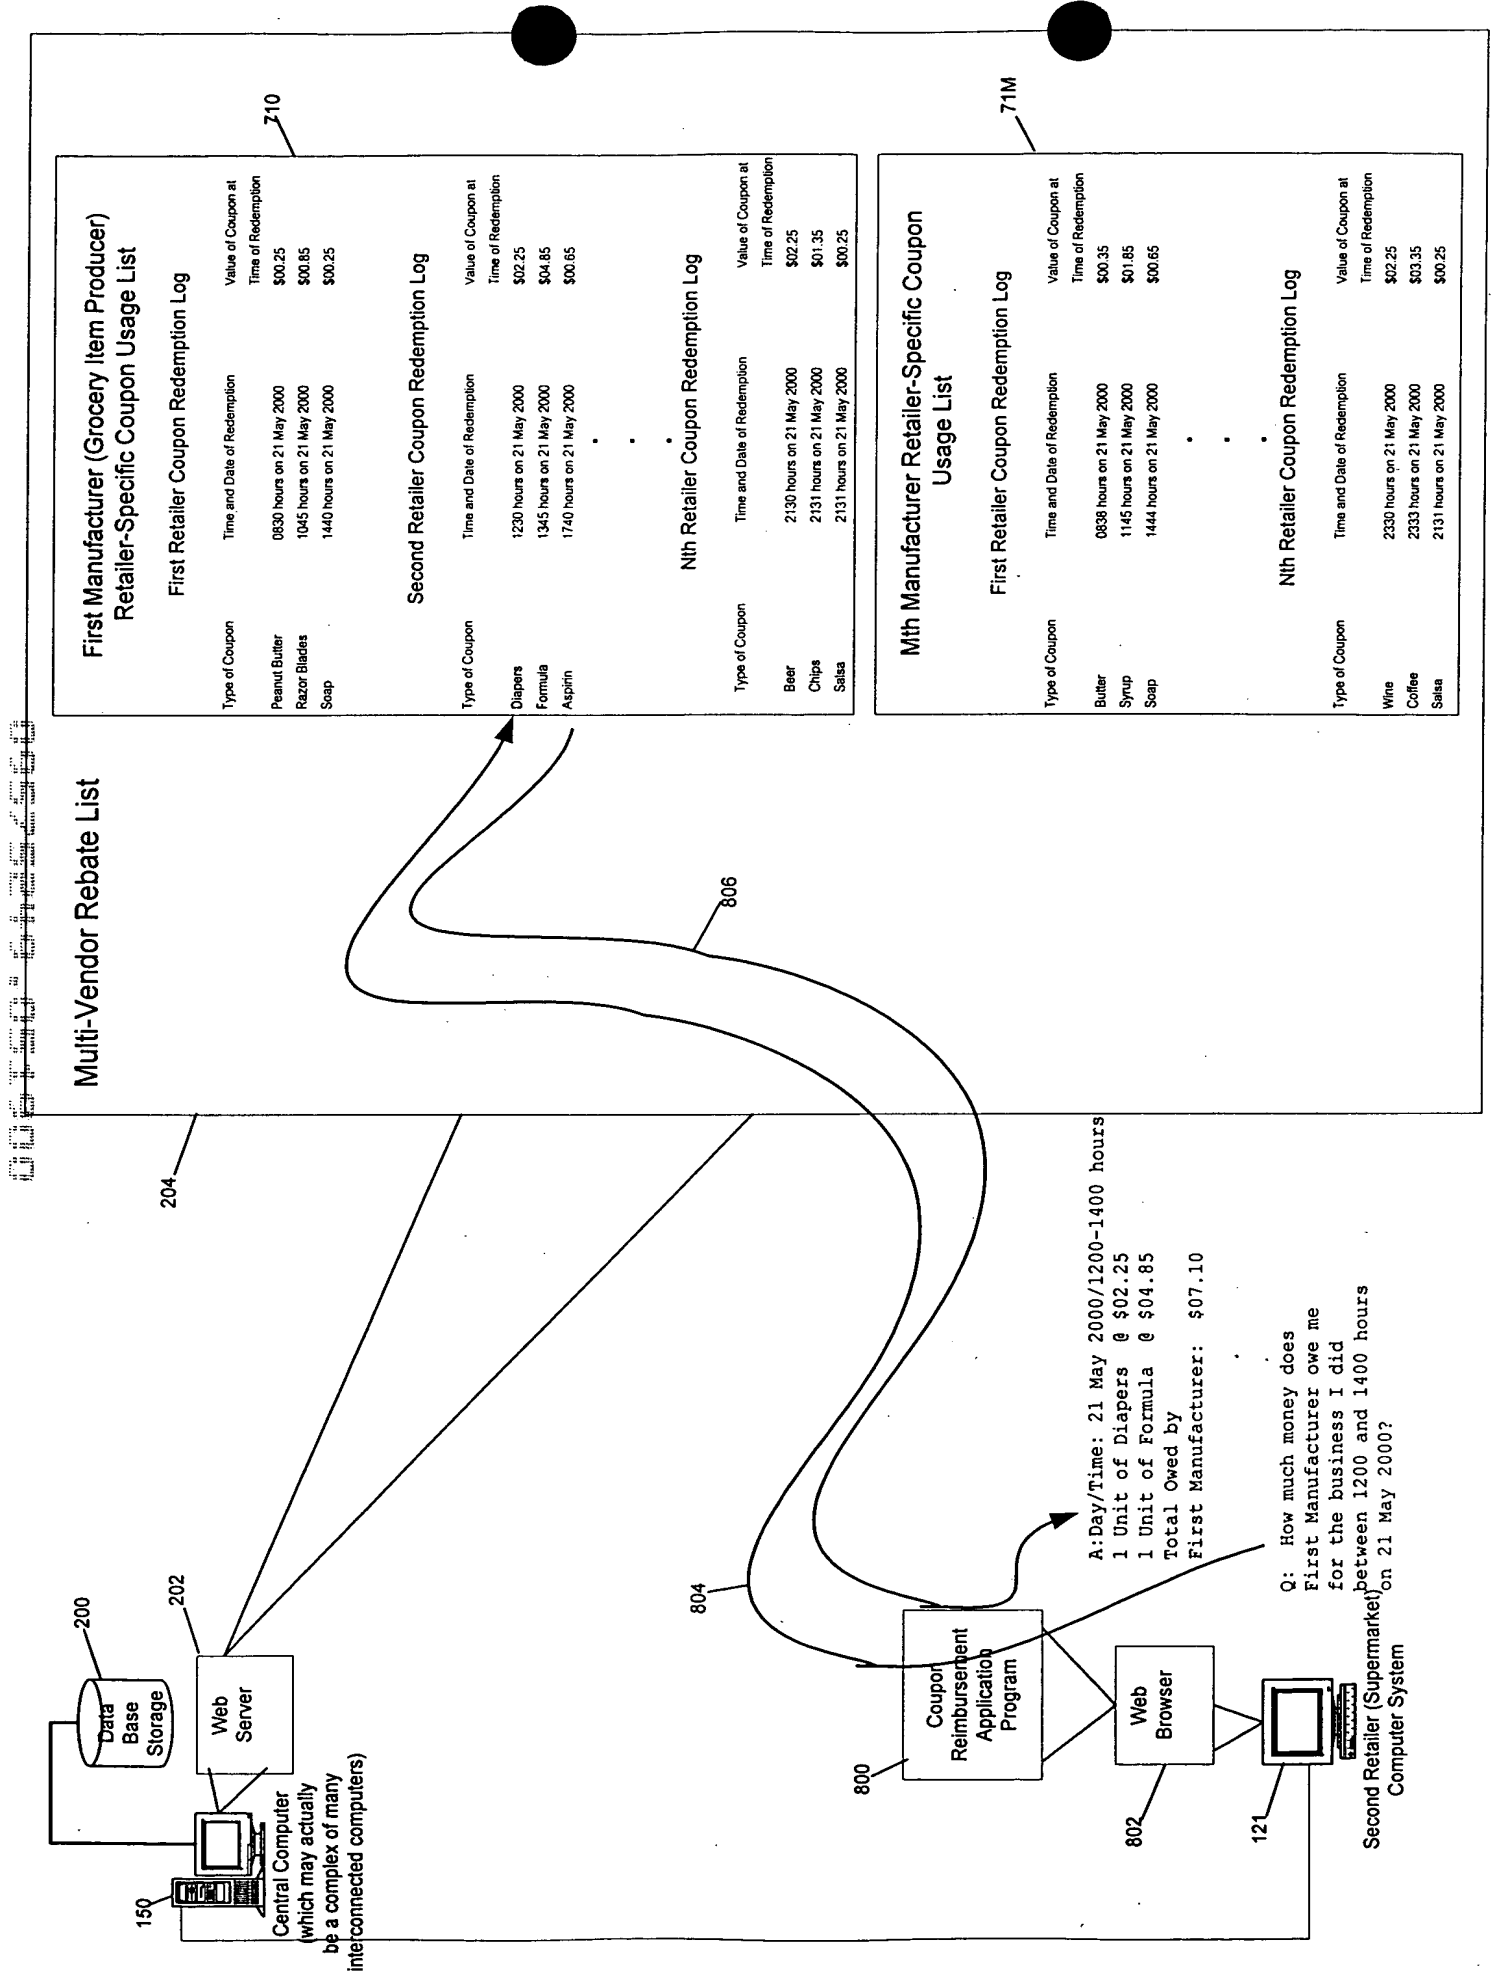 Multi-Vendor Rebate List
204
First Manufacturer (Grocery Item Producer)
Retailer-Specific Coupon Usage List
710
First Retailer Coupon Redemption Log
Type of Coupon Time and Date of Redemption Value of Coupon at
Time of Redemption
Peanut Butter 0830 hours on 21 May 2000 $00.25
Razor Blades 1045 hours on 21 May 2000 $00.85
Soap 1440 hours on 21 May 2000 $00.25
Second Retailer Coupon Redemption Log
Type of Coupon Time and Date of Redemption Value of Coupon at
Time of Redemption
Diapers 1230 hours on 21 May 2000 $02.25
Formula 1345 hours on 21 May 2000 $04.85
Aspirin 1740 hours on 21 May 2000 $00.65
Nth Retailer Coupon Redemption Log
Type of Coupon Time and Date of Redemption Value of Coupon at
Time of Redemption
Beer 2130 hours on 21 May 2000 $02.25
Chips 2131 hours on 21 May 2000 $01.35
Salsa 2131 hours on 21 May 2000 $00.25
Mth Manufacturer Retailer-Specific Coupon
Usage List
71M
First Retailer Coupon Redemption Log
Type of Coupon Time and Date of Redemption Value of Coupon at
Time of Redemption
Butter 0838 hours on 21 May 2000 $00.35
Syrup 1145 hours on 21 May 2000 $01.85
Soap 1444 hours on 21 May 2000 $00.65
Nth Retailer Coupon Redemption Log
Type of Coupon Time and Date of Redemption Value of Coupon at
Time of Redemption
Wine 2330 hours on 21 May 2000 $02.25
Coffee 2333 hours on 21 May 2000 $03.35
Salsa 2131 hours on 21 May 2000 $00.25
200
Data
Base
Storage
202
Web
Server
150
Central Computer
(which may actually
be a complex of many
interconnected computers)
804
806
800
Coupon
Reimbursement
Application
Program
802
Web
Browser
121
Second Retailer (Supermarket)
Computer System
A:Day/Time: 21 May 2000/1200-1400 hours
1 Unit of Diapers @ $02.25
1 Unit of Formula @ $04.85
Total Owed by
First Manufacturer: $07.10
Q: How much money does
First Manufacturer owe me
for the business I did
between 1200 and 1400 hours
on 21 May 2000?